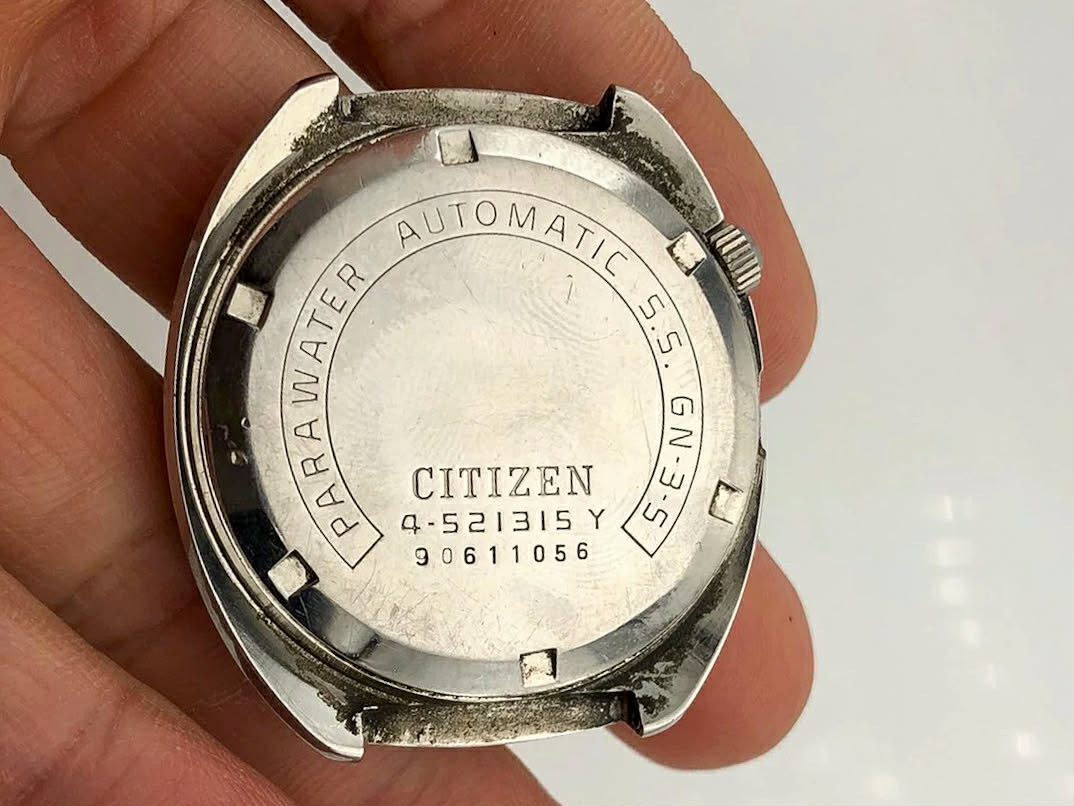 PARAWATER AUTOMATIC S.S. GN-3-S
CITIZEN
4-521315 Y
90611056